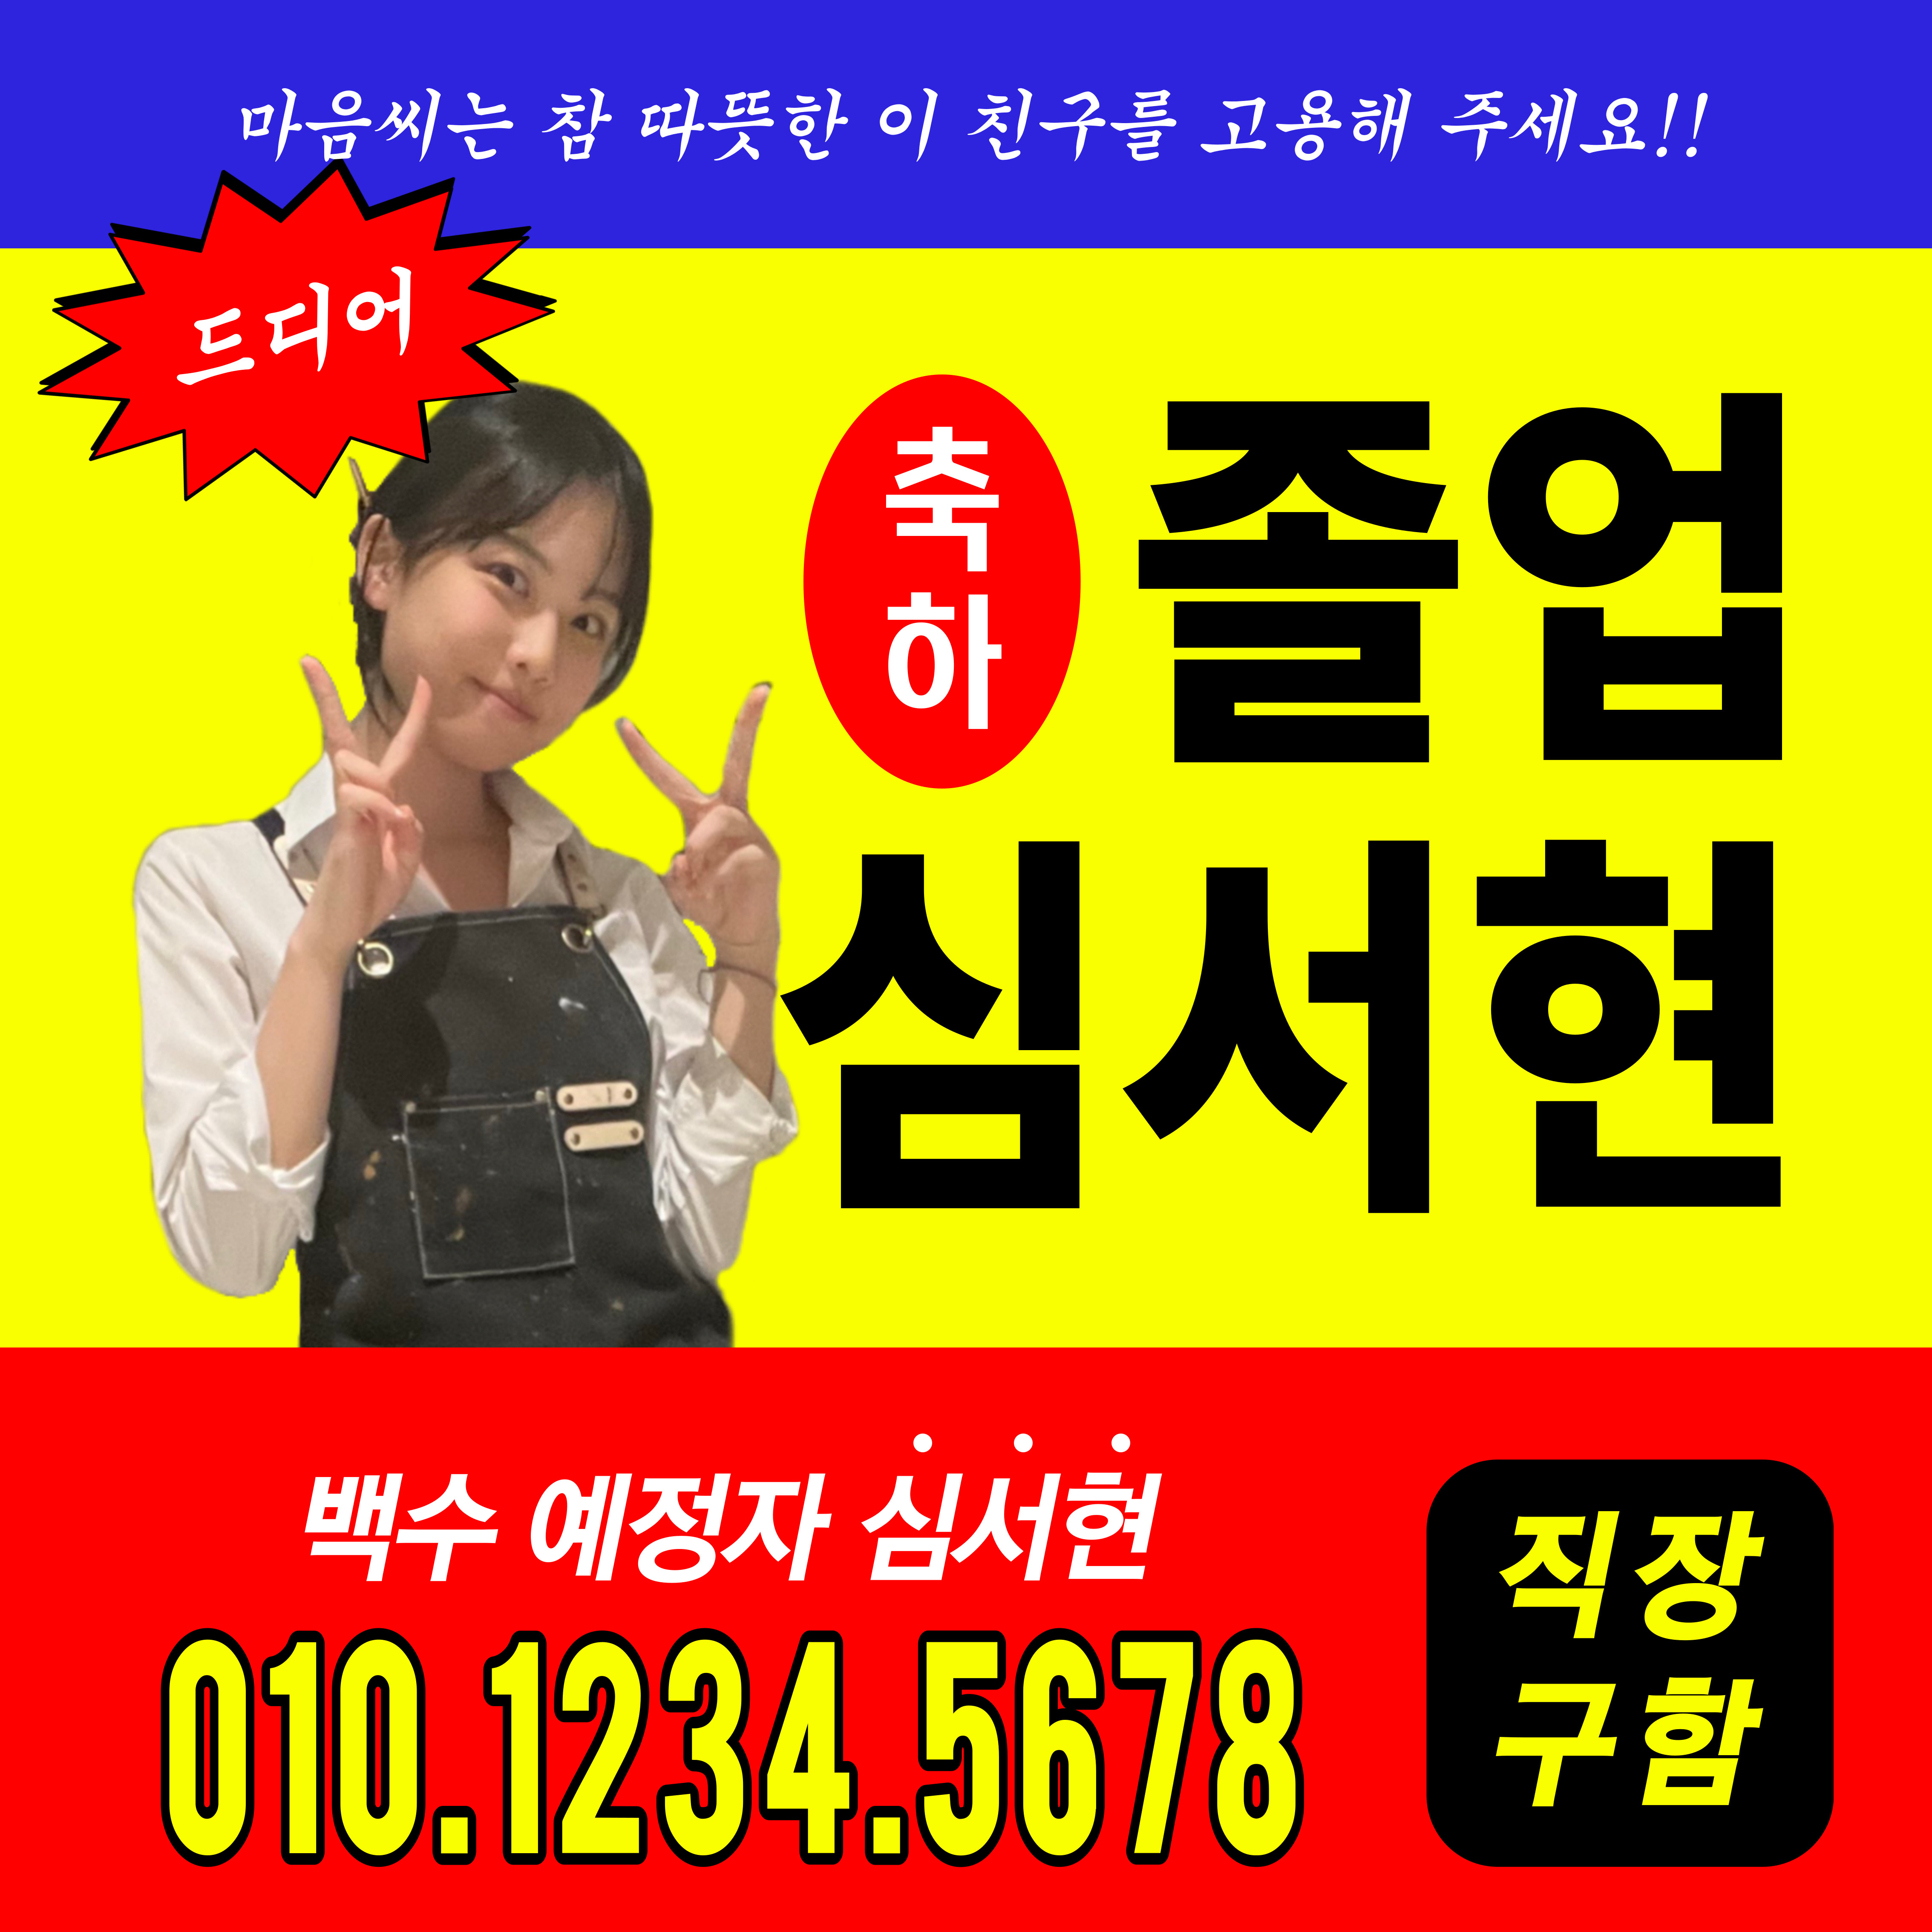 마음씨는 참 따뜻한 이 친구를 고용해 주세요!!
드디어
축하
졸업
심서현
백수 예정자 심서현
010.1234.5678
직장
구함